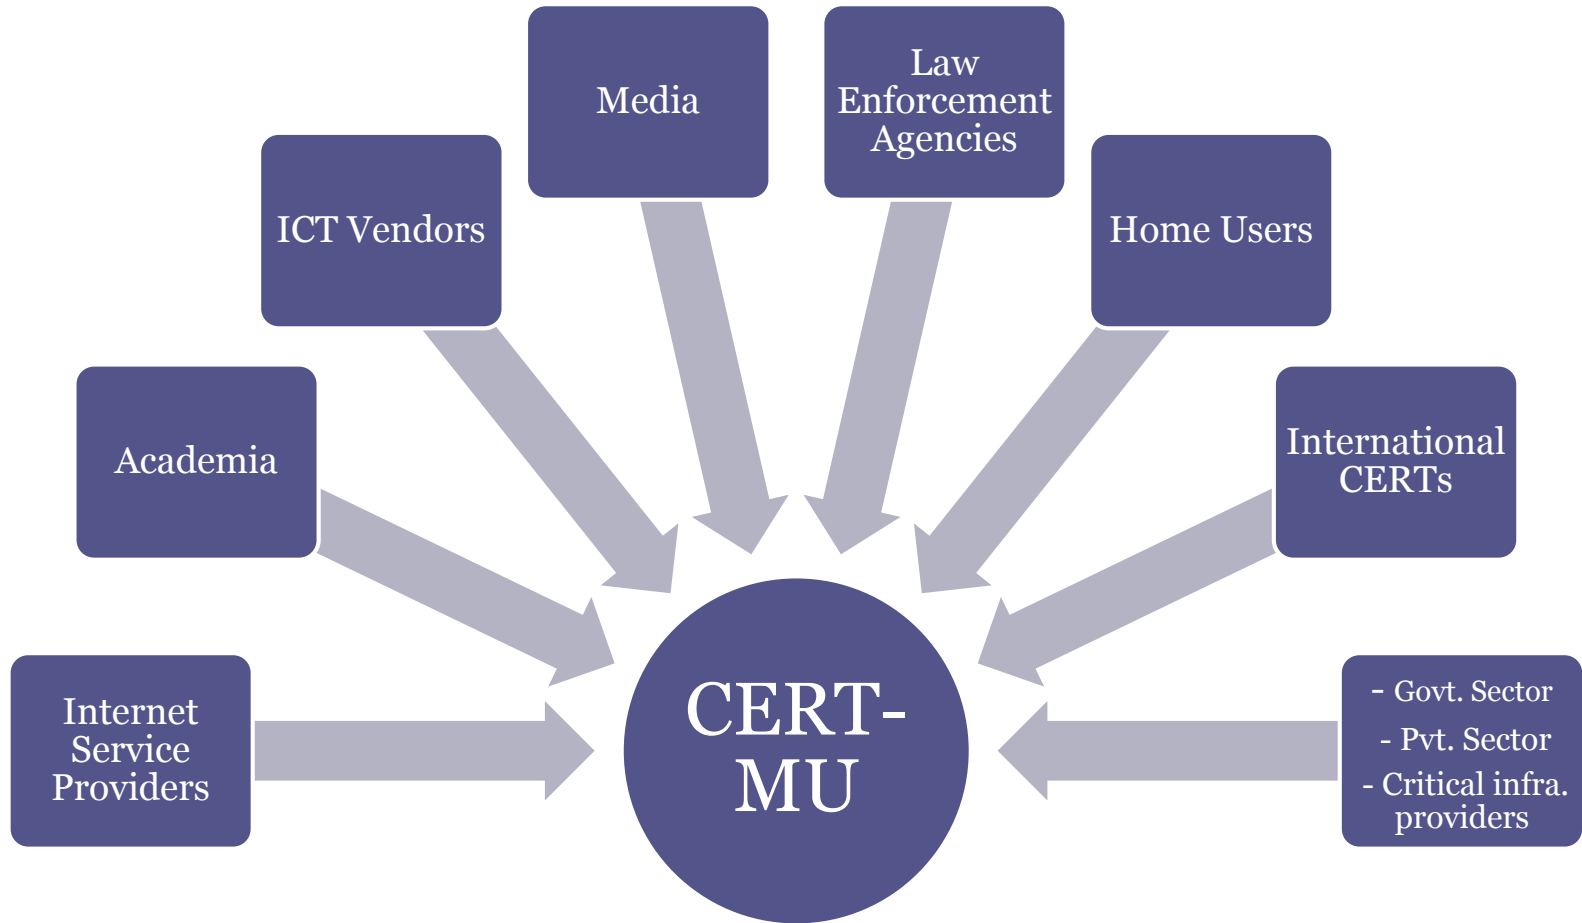 Media
Law
Enforcement
Agencies
ICT Vendors
Home Users
Academia
International
CERTs
Internet
Service
Providers
CERT-
MU
- Govt. Sector
- Pvt. Sector
- Critical infra.
providers